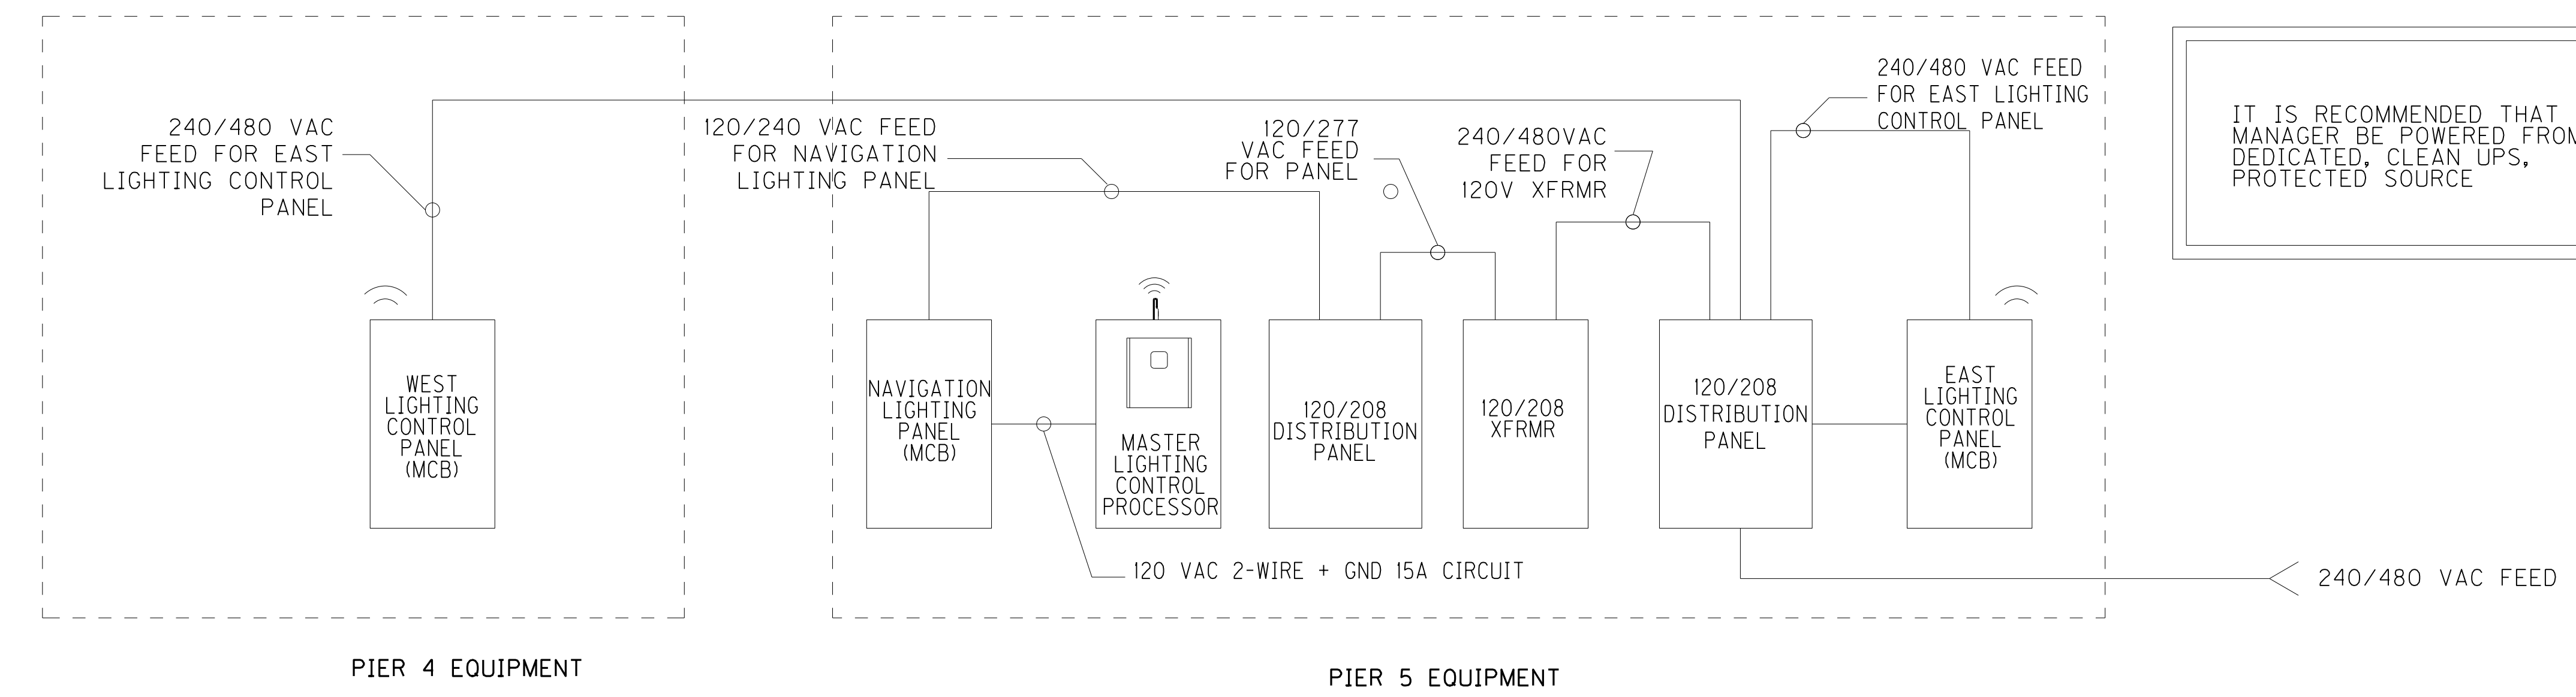 240/480 VAC
FEED FOR EAST
LIGHTING CONTROL
PANEL
WEST
LIGHTING
CONTROL
PANEL
(MCB)
PIER 4 EQUIPMENT
120/240 VAC FEED
FOR NAVIGATION
LIGHTING PANEL
120/277
VAC FEED
FOR PANEL
240/480VAC
FEED FOR
120V XFRMR
240/480 VAC FEED
FOR EAST LIGHTING
CONTROL PANEL
NAVIGATION
LIGHTING
PANEL
(MCB)
MASTER
LIGHTING
CONTROL
PROCESSOR
120/208
DISTRIBUTION
PANEL
120/208
XFRMR
120/208
DISTRIBUTION
PANEL
EAST
LIGHTING
CONTROL
PANEL
(MCB)
120 VAC 2-WIRE + GND 15A CIRCUIT
PIER 5 EQUIPMENT
IT IS RECOMMENDED THAT
MANAGER BE POWERED FROM
DEDICATED, CLEAN UPS,
PROTECTED SOURCE
240/480 VAC FEED